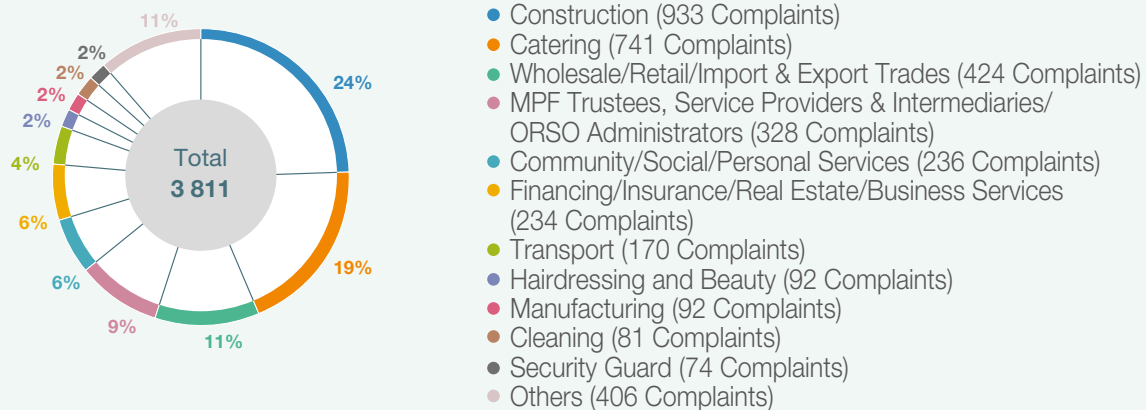 11%
2%
2%
2%
2%
4%
6%
6%
9%
11%
19%
24%
Total
3 811
Construction (933 Complaints)
Catering (741 Complaints)
Wholesale/Retail/Import & Export Trades (424 Complaints)
MPF Trustees, Service Providers & Intermediaries/
ORSO Administrators (328 Complaints)
Community/Social/Personal Services (236 Complaints)
Financing/Insurance/Real Estate/Business Services
(234 Complaints)
Transport (170 Complaints)
Hairdressing and Beauty (92 Complaints)
Manufacturing (92 Complaints)
Cleaning (81 Complaints)
Security Guard (74 Complaints)
Others (406 Complaints)